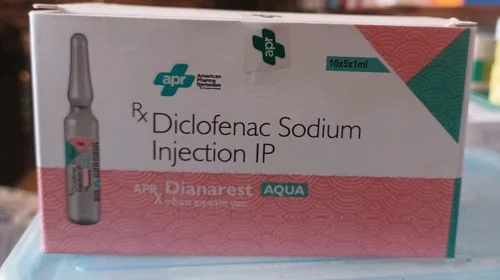 apr
apr
American
Pharma
Remedies
10x5x1ml
Rx Diclofenac Sodium
Injection IP
APR Dianarest AQUA